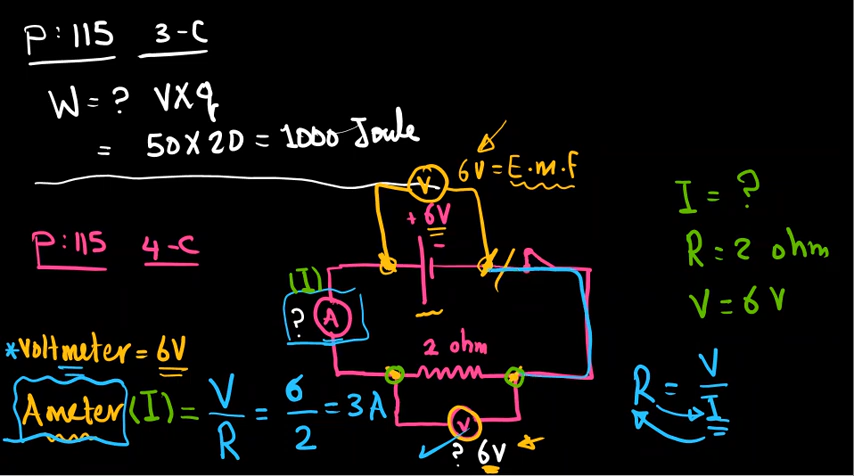 P:115 3-C
W = ? V×q
= 50×20 = 1000 Joule
6V = E.m.f
V
+ 6V -
P:115 4-C
I = ?
R = 2 ohm
V = 6 V
(I)
? A
2 ohm
*Voltmeter = 6V
Ameter (I) = V/R = 6/2 = 3A
R = V/I
V
? 6V